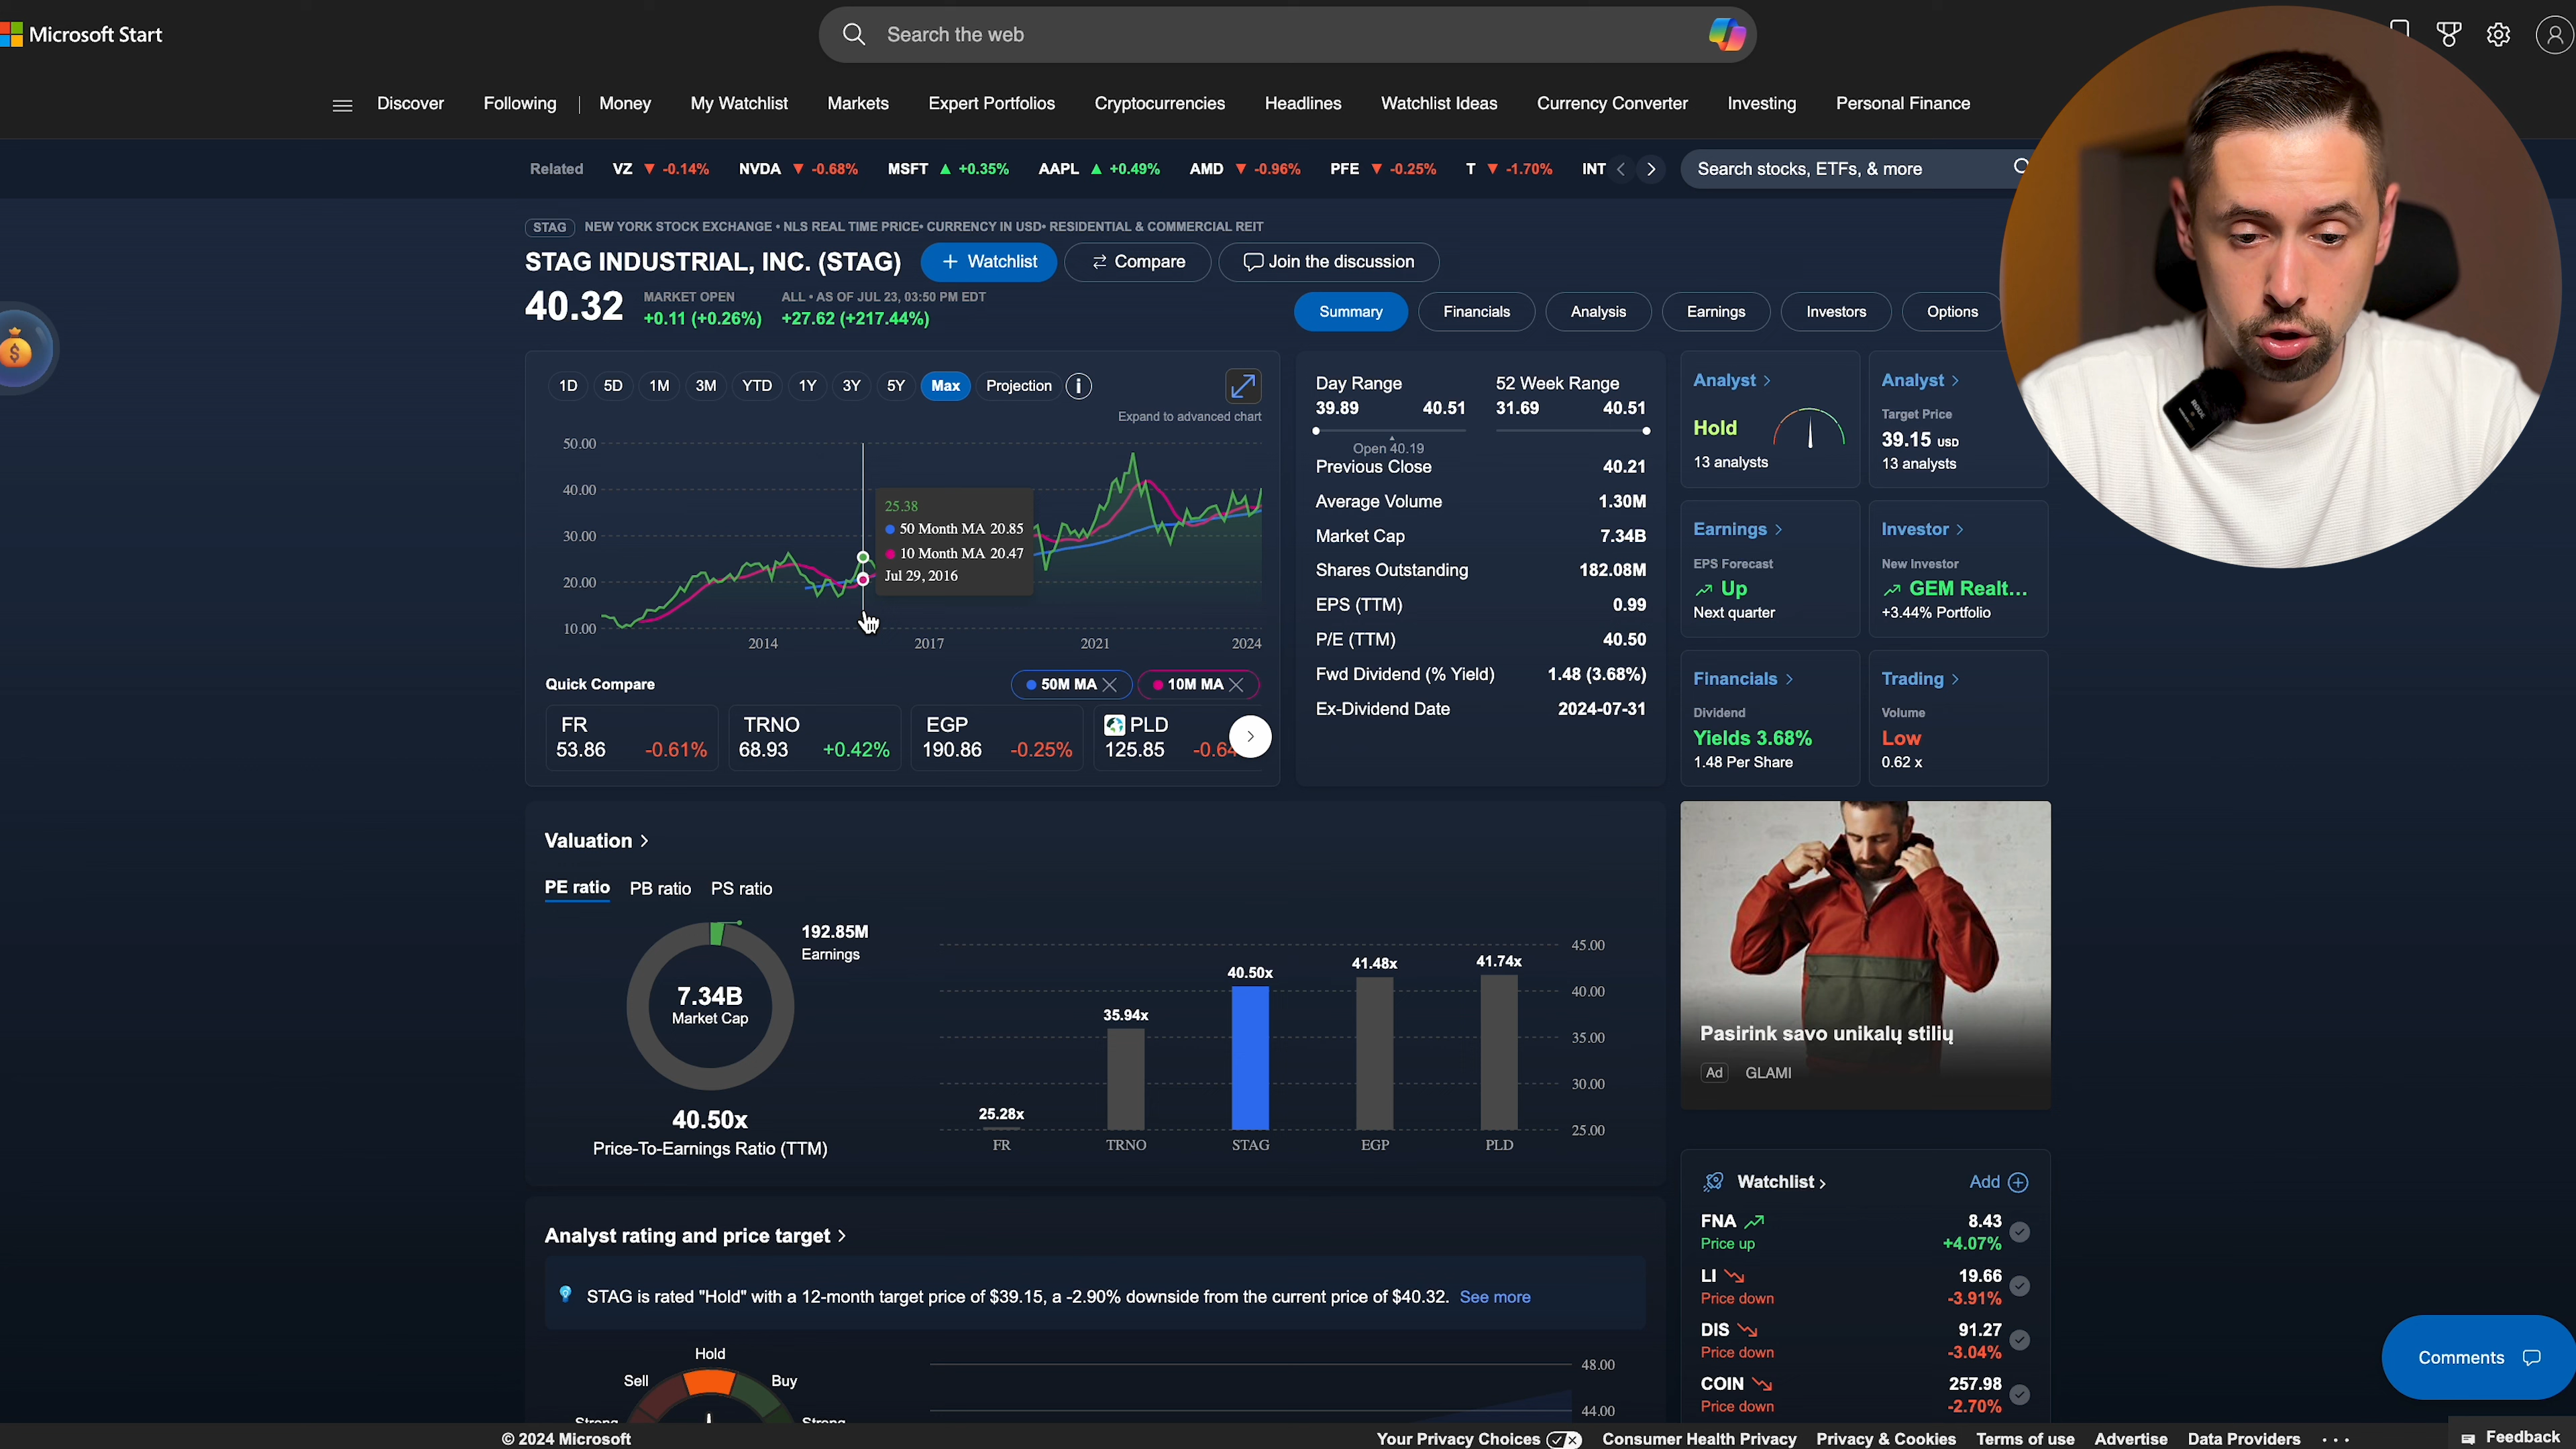 Microsoft Start
Search the web
Discover Following Money My Watchlist Markets Expert Portfolios Cryptocurrencies Headlines Watchlist Ideas Currency Converter Investing Personal Finance
Related VZ ▼ -0.14% NVDA ▼ -0.68% MSFT ▲ +0.35% AAPL ▲ +0.49% AMD ▼ -0.96% PFE ▼ -0.25% T ▼ -1.70% INT
Search stocks, ETFs, & more
STAG NEW YORK STOCK EXCHANGE • NLS REAL TIME PRICE• CURRENCY IN USD• RESIDENTIAL & COMMERCIAL REIT
STAG INDUSTRIAL, INC. (STAG) + Watchlist Compare Join the discussion
40.32 MARKET OPEN ALL • AS OF JUL 23, 03:50 PM EDT
+0.11 (+0.26%) +27.62 (+217.44%)
Summary Financials Analysis Earnings Investors Options
1D 5D 1M 3M YTD 1Y 3Y 5Y Max Projection i
Expand to advanced chart
50.00
40.00
30.00
20.00
10.00
25.38
50 Month MA 20.85
10 Month MA 20.47
Jul 29, 2016
2014 2017 2021 2024
Quick Compare 50M MA 10M MA
FR TRNO EGP PLD
53.86 -0.61% 68.93 +0.42% 190.86 -0.25% 125.85 -0.64
Day Range 52 Week Range
39.89 40.51 31.69 40.51
Open 40.19
Previous Close 40.21
Average Volume 1.30M
Market Cap 7.34B
Shares Outstanding 182.08M
EPS (TTM) 0.99
P/E (TTM) 40.50
Fwd Dividend (% Yield) 1.48 (3.68%)
Ex-Dividend Date 2024-07-31
Analyst >
Hold
13 analysts
Analyst >
Target Price
39.15 USD
13 analysts
Earnings >
EPS Forecast
Up
Next quarter
Investor >
New Investor
GEM Realt...
+3.44% Portfolio
Financials >
Dividend
Yields 3.68%
1.48 Per Share
Trading >
Volume
Low
0.62 x
Valuation >
PE ratio PB ratio PS ratio
192.85M
Earnings
7.34B
Market Cap
40.50x
Price-To-Earnings Ratio (TTM)
45.00
40.00
35.00
30.00
25.00
25.28x 35.94x 40.50x 41.48x 41.74x
FR TRNO STAG EGP PLD
Pasirink savo unikalų stilių
Ad GLAMI
Watchlist > Add
FNA 8.43
Price up +4.07%
LI 19.66
Price down -3.91%
DIS 91.27
Price down -3.04%
COIN 257.98
Price down -2.70%
Analyst rating and price target >
STAG is rated "Hold" with a 12-month target price of $39.15, a -2.90% downside from the current price of $40.32. See more
Hold
Sell Buy
Strong Strong
48.00
44.00
Comments
© 2024 Microsoft
Your Privacy Choices Consumer Health Privacy Privacy & Cookies Terms of use Advertise Data Providers ... Feedback